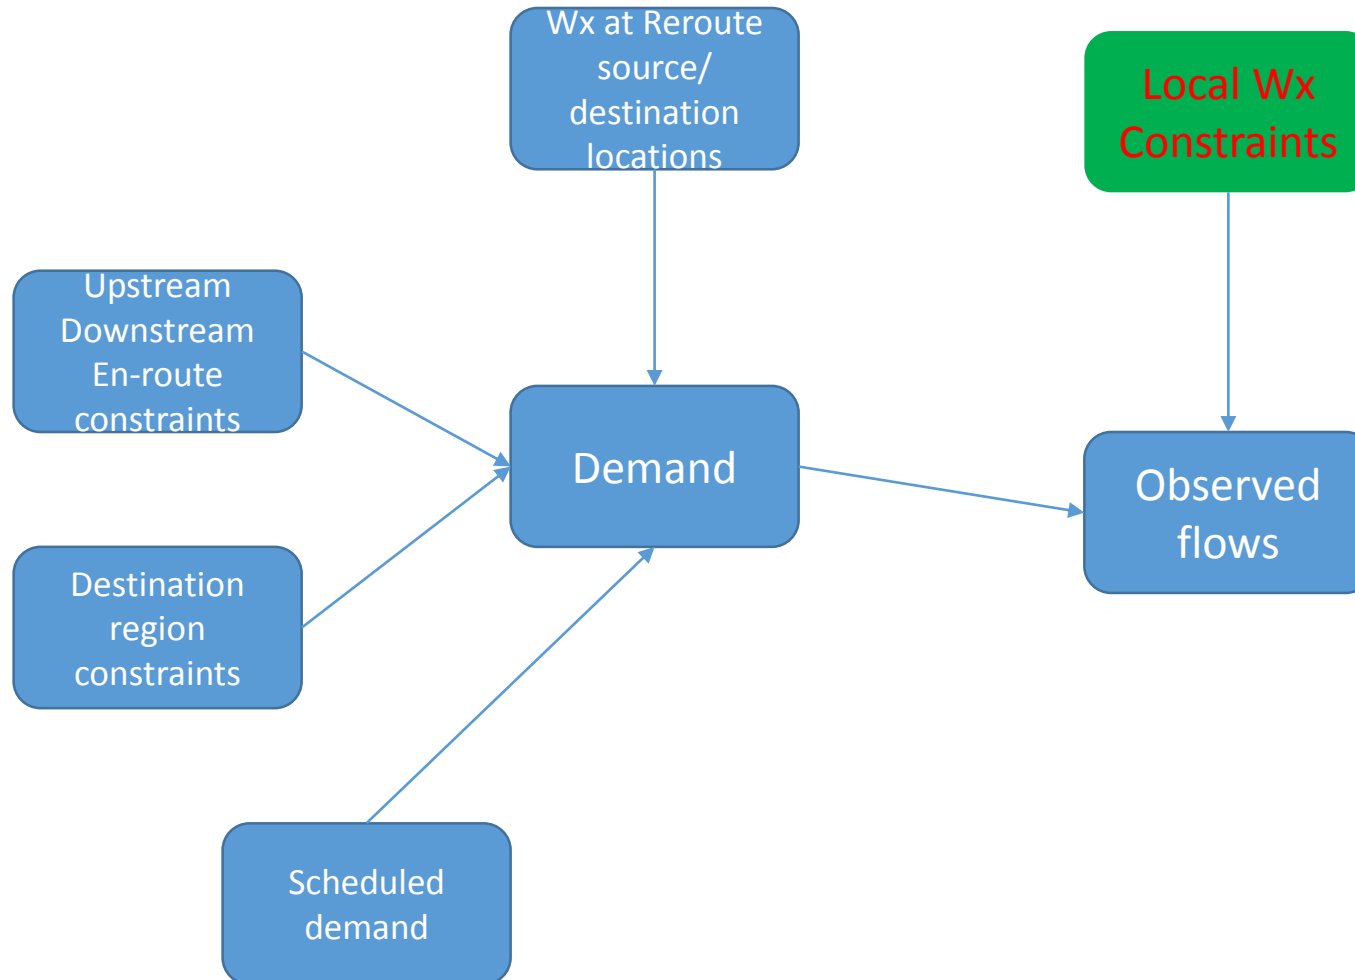 Wx at Reroute
source/
destination
locations
Local Wx
Constraints
Upstream
Downstream
En-route
constraints
Demand
Observed
flows
Destination
region
constraints
Scheduled
demand